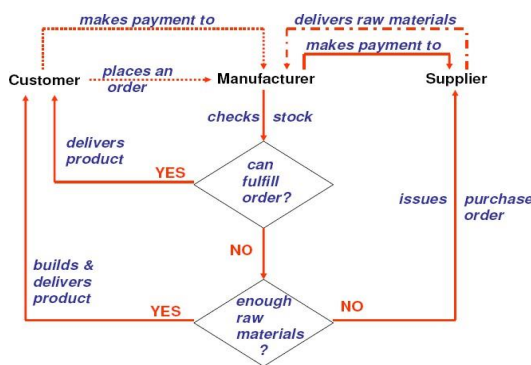 makes payment to
delivers raw materials
makes payment to
Customer
places an
order
Manufacturer
Supplier
checks stock
delivers
product
YES
can
fulfill
order?
issues purchase
order
NO
builds &
delivers
product
YES
enough
raw
materials
?
NO